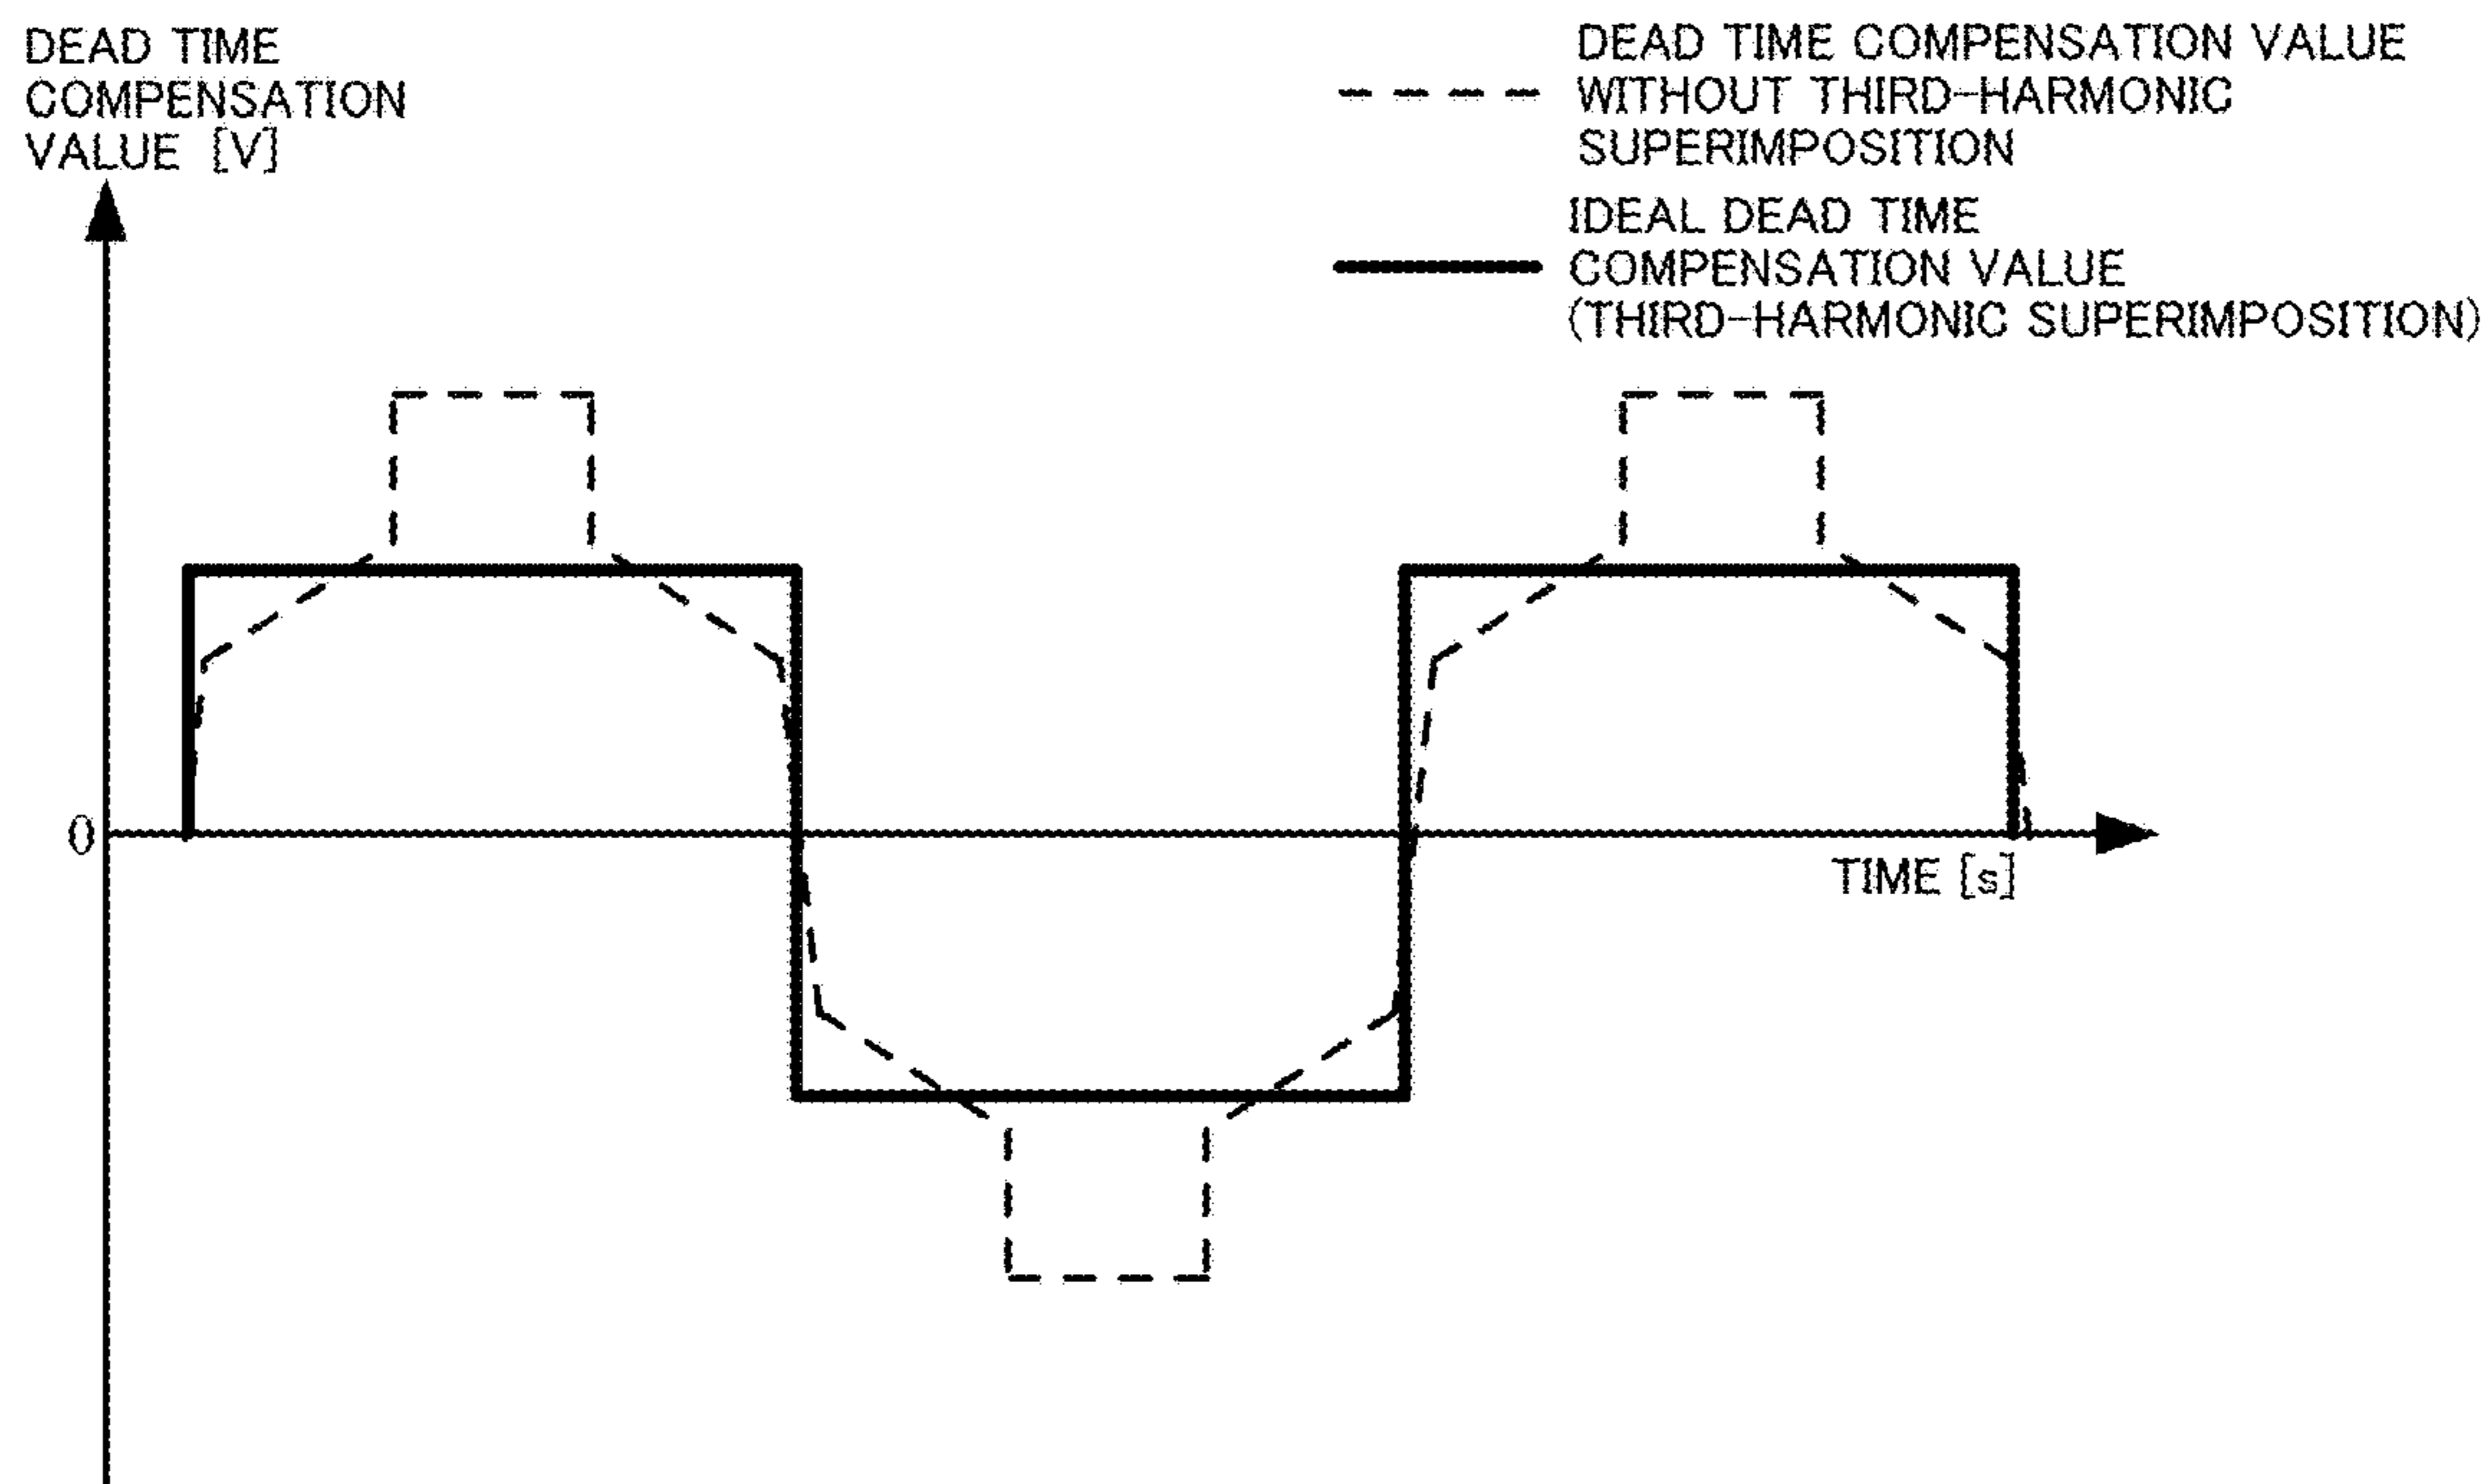 DEAD TIME
COMPENSATION
VALUE [V]
DEAD TIME COMPENSATION VALUE
WITHOUT THIRD-HARMONIC
SUPERIMPOSITION
IDEAL DEAD TIME
COMPENSATION VALUE
(THIRD-HARMONIC SUPERIMPOSITION)
0
TIME [s]